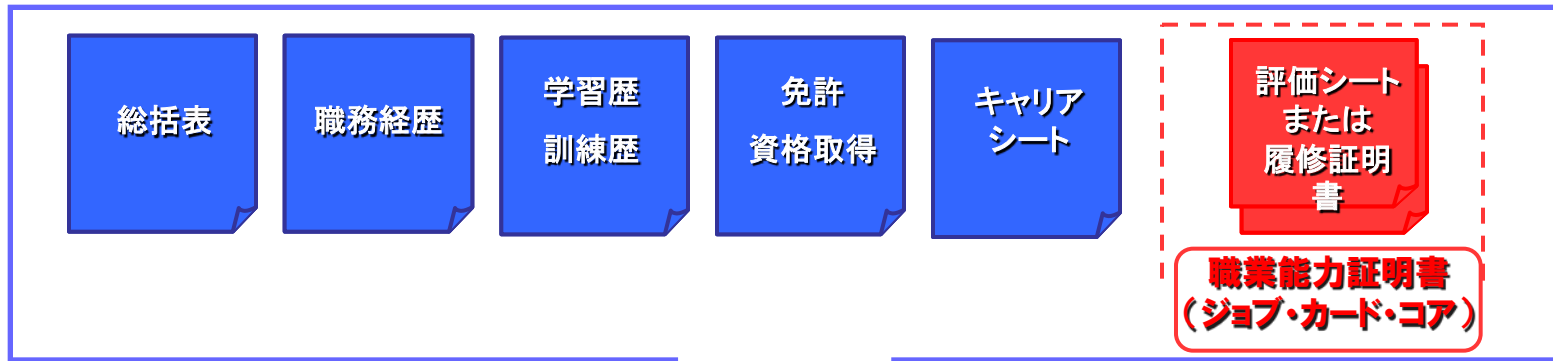 総括表
職務経歴
学習歴
訓練歴
免許
資格取得
キャリア
シート
評価シート
または
履修証明
書
職業能力証明書
(ジョブ・カード・コア)